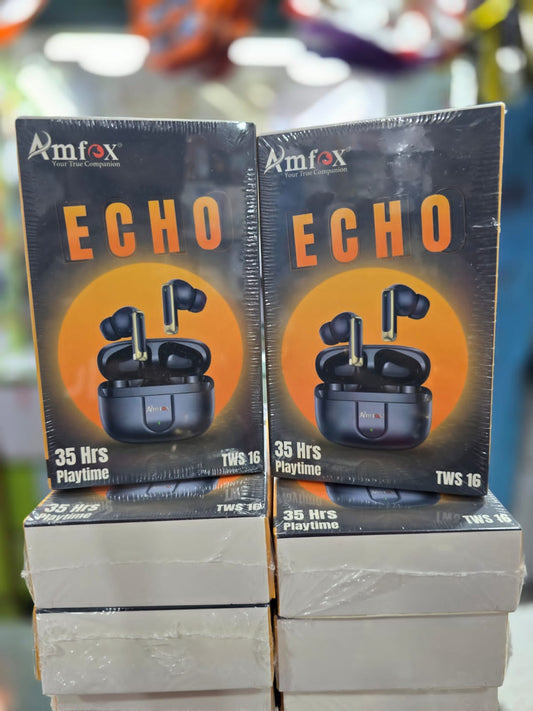 Amfox®
Your True Companion
ECHO
Amfox
35 Hrs
Playtime
TWS 16
Amfox
Your True Companion
ECHO
Amfox
35 Hrs
Playtime
TWS 16
35 Hrs
Playtime
TWS 16
35 Hrs
Playtime
TWS 16